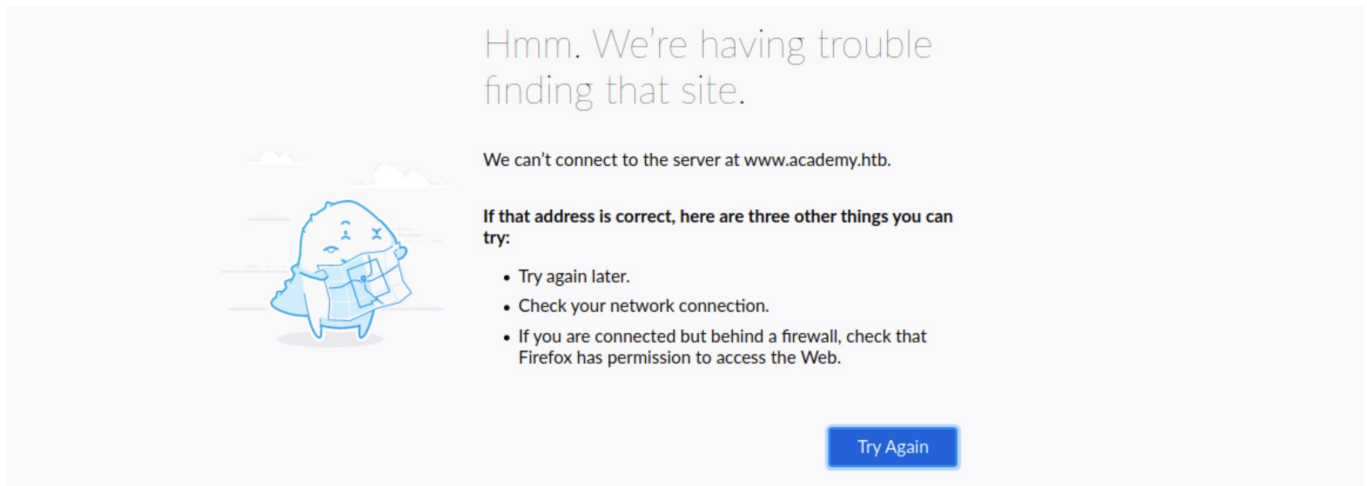 Hmm. We're having trouble
finding that site.
We can't connect to the server at www.academy.htb.
If that address is correct, here are three other things you can
try:
• Try again later.
• Check your network connection.
• If you are connected but behind a firewall, check that
Firefox has permission to access the Web.
Try Again